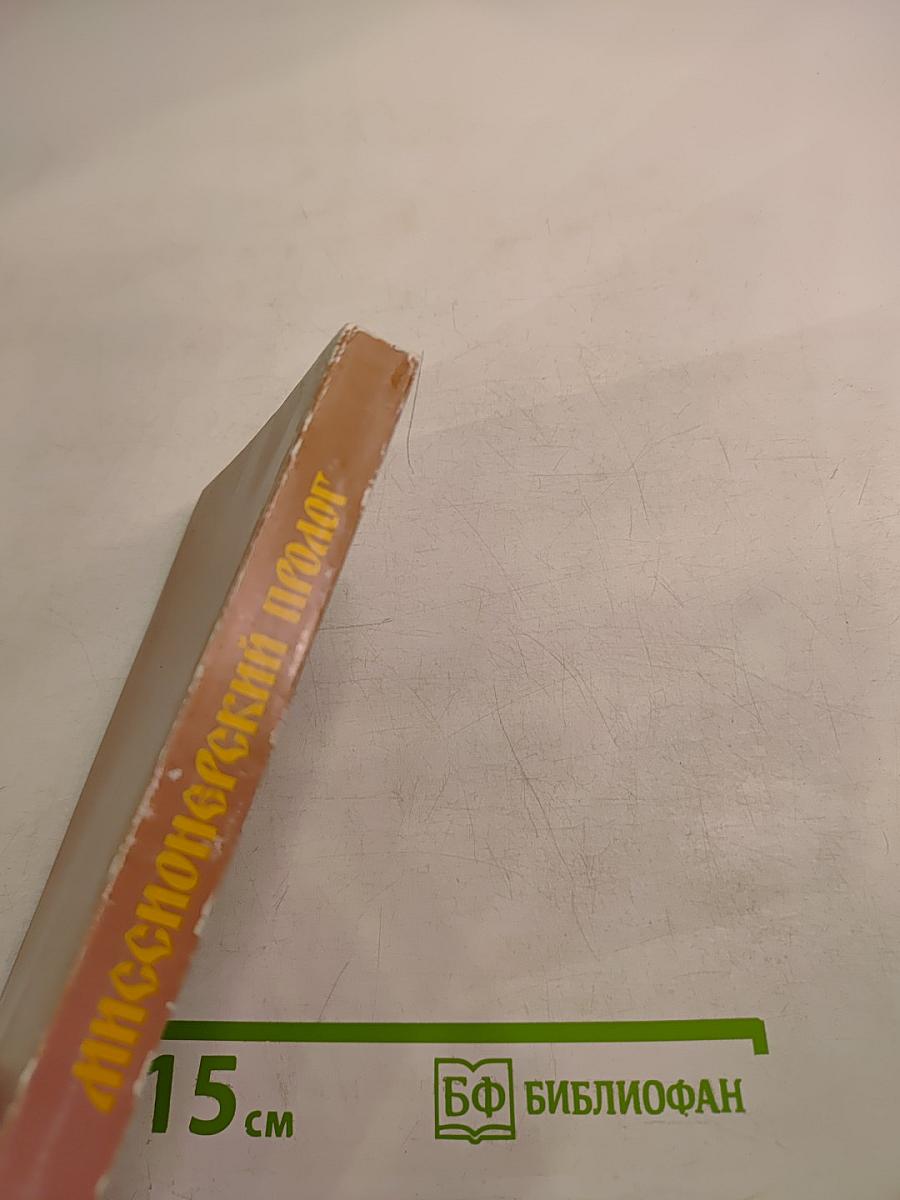 Миссионерский пролог
15 см
БФ БИБЛИОФАН